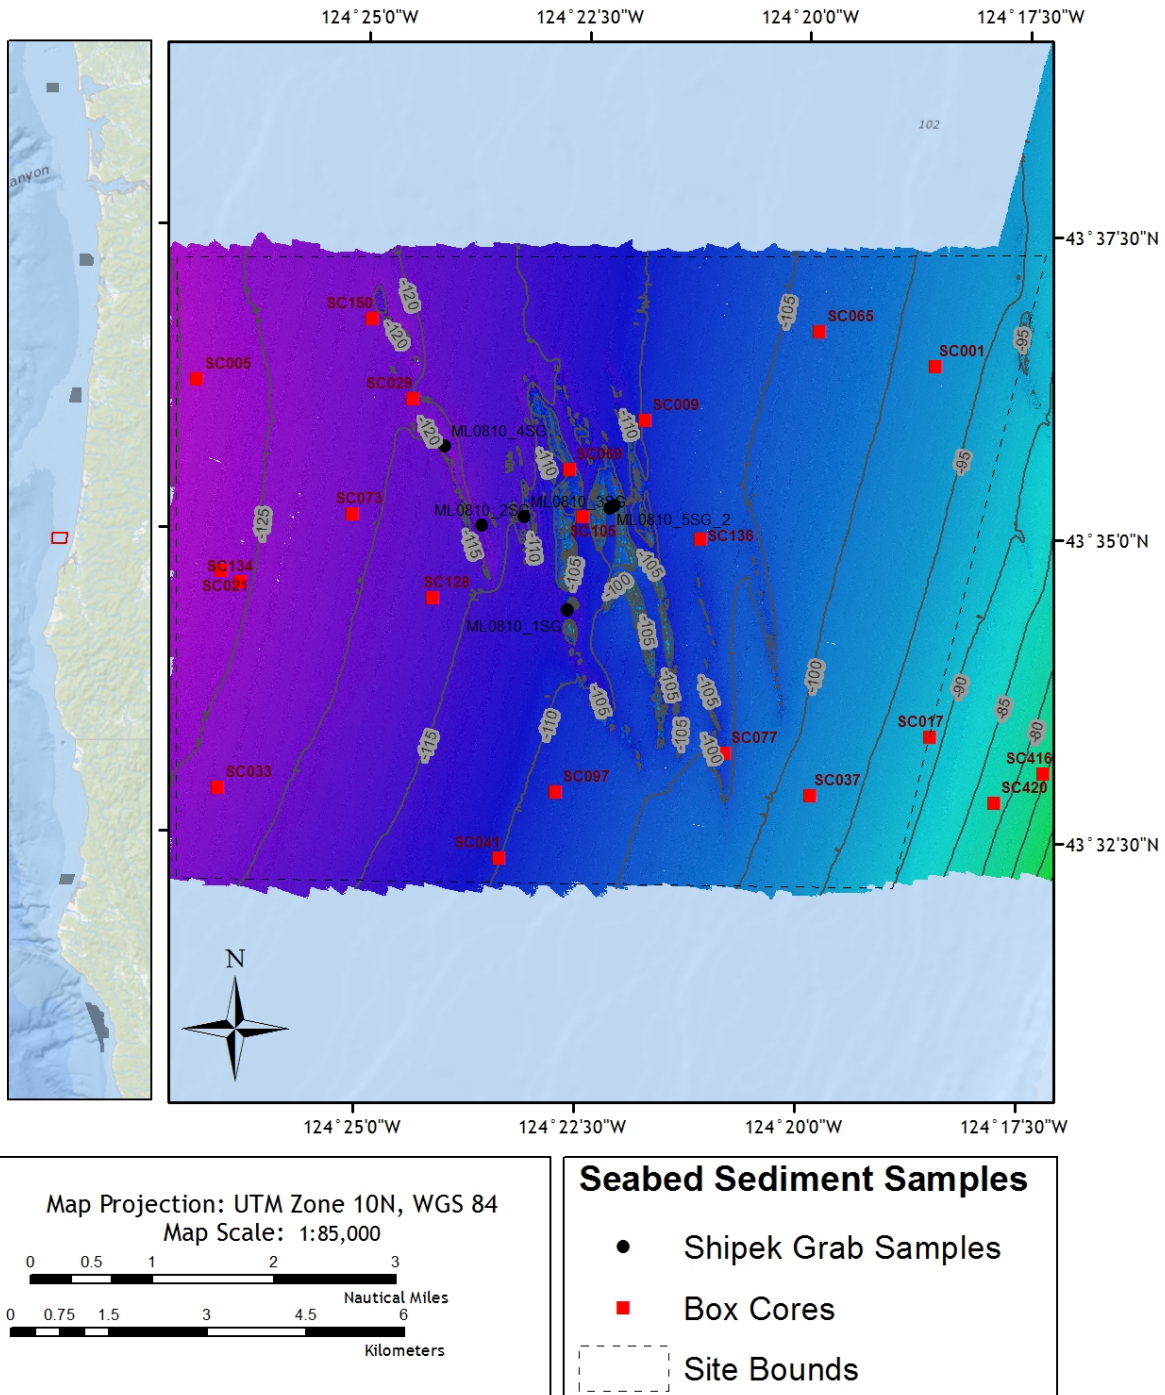 124°25'0"W
124°22'30"W
124°20'0"W
124°17'30"W
anyon
102
43°37'30"N
-120
-105
SC150
-120
SC065
-95
SC001
SC005
SC029
SC009
-110
-120
ML0810_4SG
-110
SC069
-95
SC073
-125
ML0810_2SG
ML0810_3SG
ML0810_5SG_2
SC105
SC136
43°35'0"N
-115
-110
-105
-105
-100
SC134
SC021
SC128
ML0810_1SG
-105
-100
-105
-105
-105
-90
-85
-110
-105
-100
-80
SC017
-115
SC077
SC416
SC033
SC097
SC037
SC420
SC041
43°32'30"N
N
124°25'0"W
124°22'30"W
124°20'0"W
124°17'30"W
Map Projection: UTM Zone 10N, WGS 84
Map Scale: 1:85,000
0 0.5 1 2 3
Nautical Miles
0 0.75 1.5 3 4.5 6
Kilometers
Seabed Sediment Samples
Shipek Grab Samples
Box Cores
Site Bounds